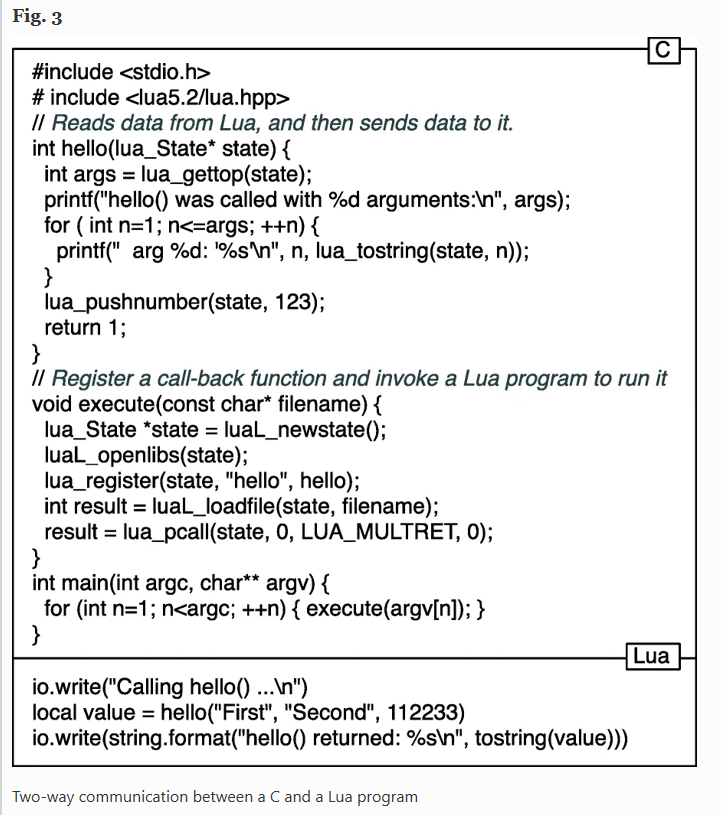 Fig. 3
C
#include <stdio.h>
# include <lua5.2/lua.hpp>
// Reads data from Lua, and then sends data to it.
int hello(lua_State* state) {
int args = lua_gettop(state);
printf("hello() was called with %d arguments:\n", args);
for ( int n=1; n<=args; ++n) {
printf("  arg %d: '%s'\n", n, lua_tostring(state, n));
}
lua_pushnumber(state, 123);
return 1;
}
// Register a call-back function and invoke a Lua program to run it
void execute(const char* filename) {
lua_State *state = luaL_newstate();
luaL_openlibs(state);
lua_register(state, "hello", hello);
int result = luaL_loadfile(state, filename);
result = lua_pcall(state, 0, LUA_MULTRET, 0);
}
int main(int argc, char** argv) {
for (int n=1; n<argc; ++n) { execute(argv[n]); }
}
Lua
io.write("Calling hello() ...\n")
local value = hello("First", "Second", 112233)
io.write(string.format("hello() returned: %s\n", tostring(value)))
Two-way communication between a C and a Lua program